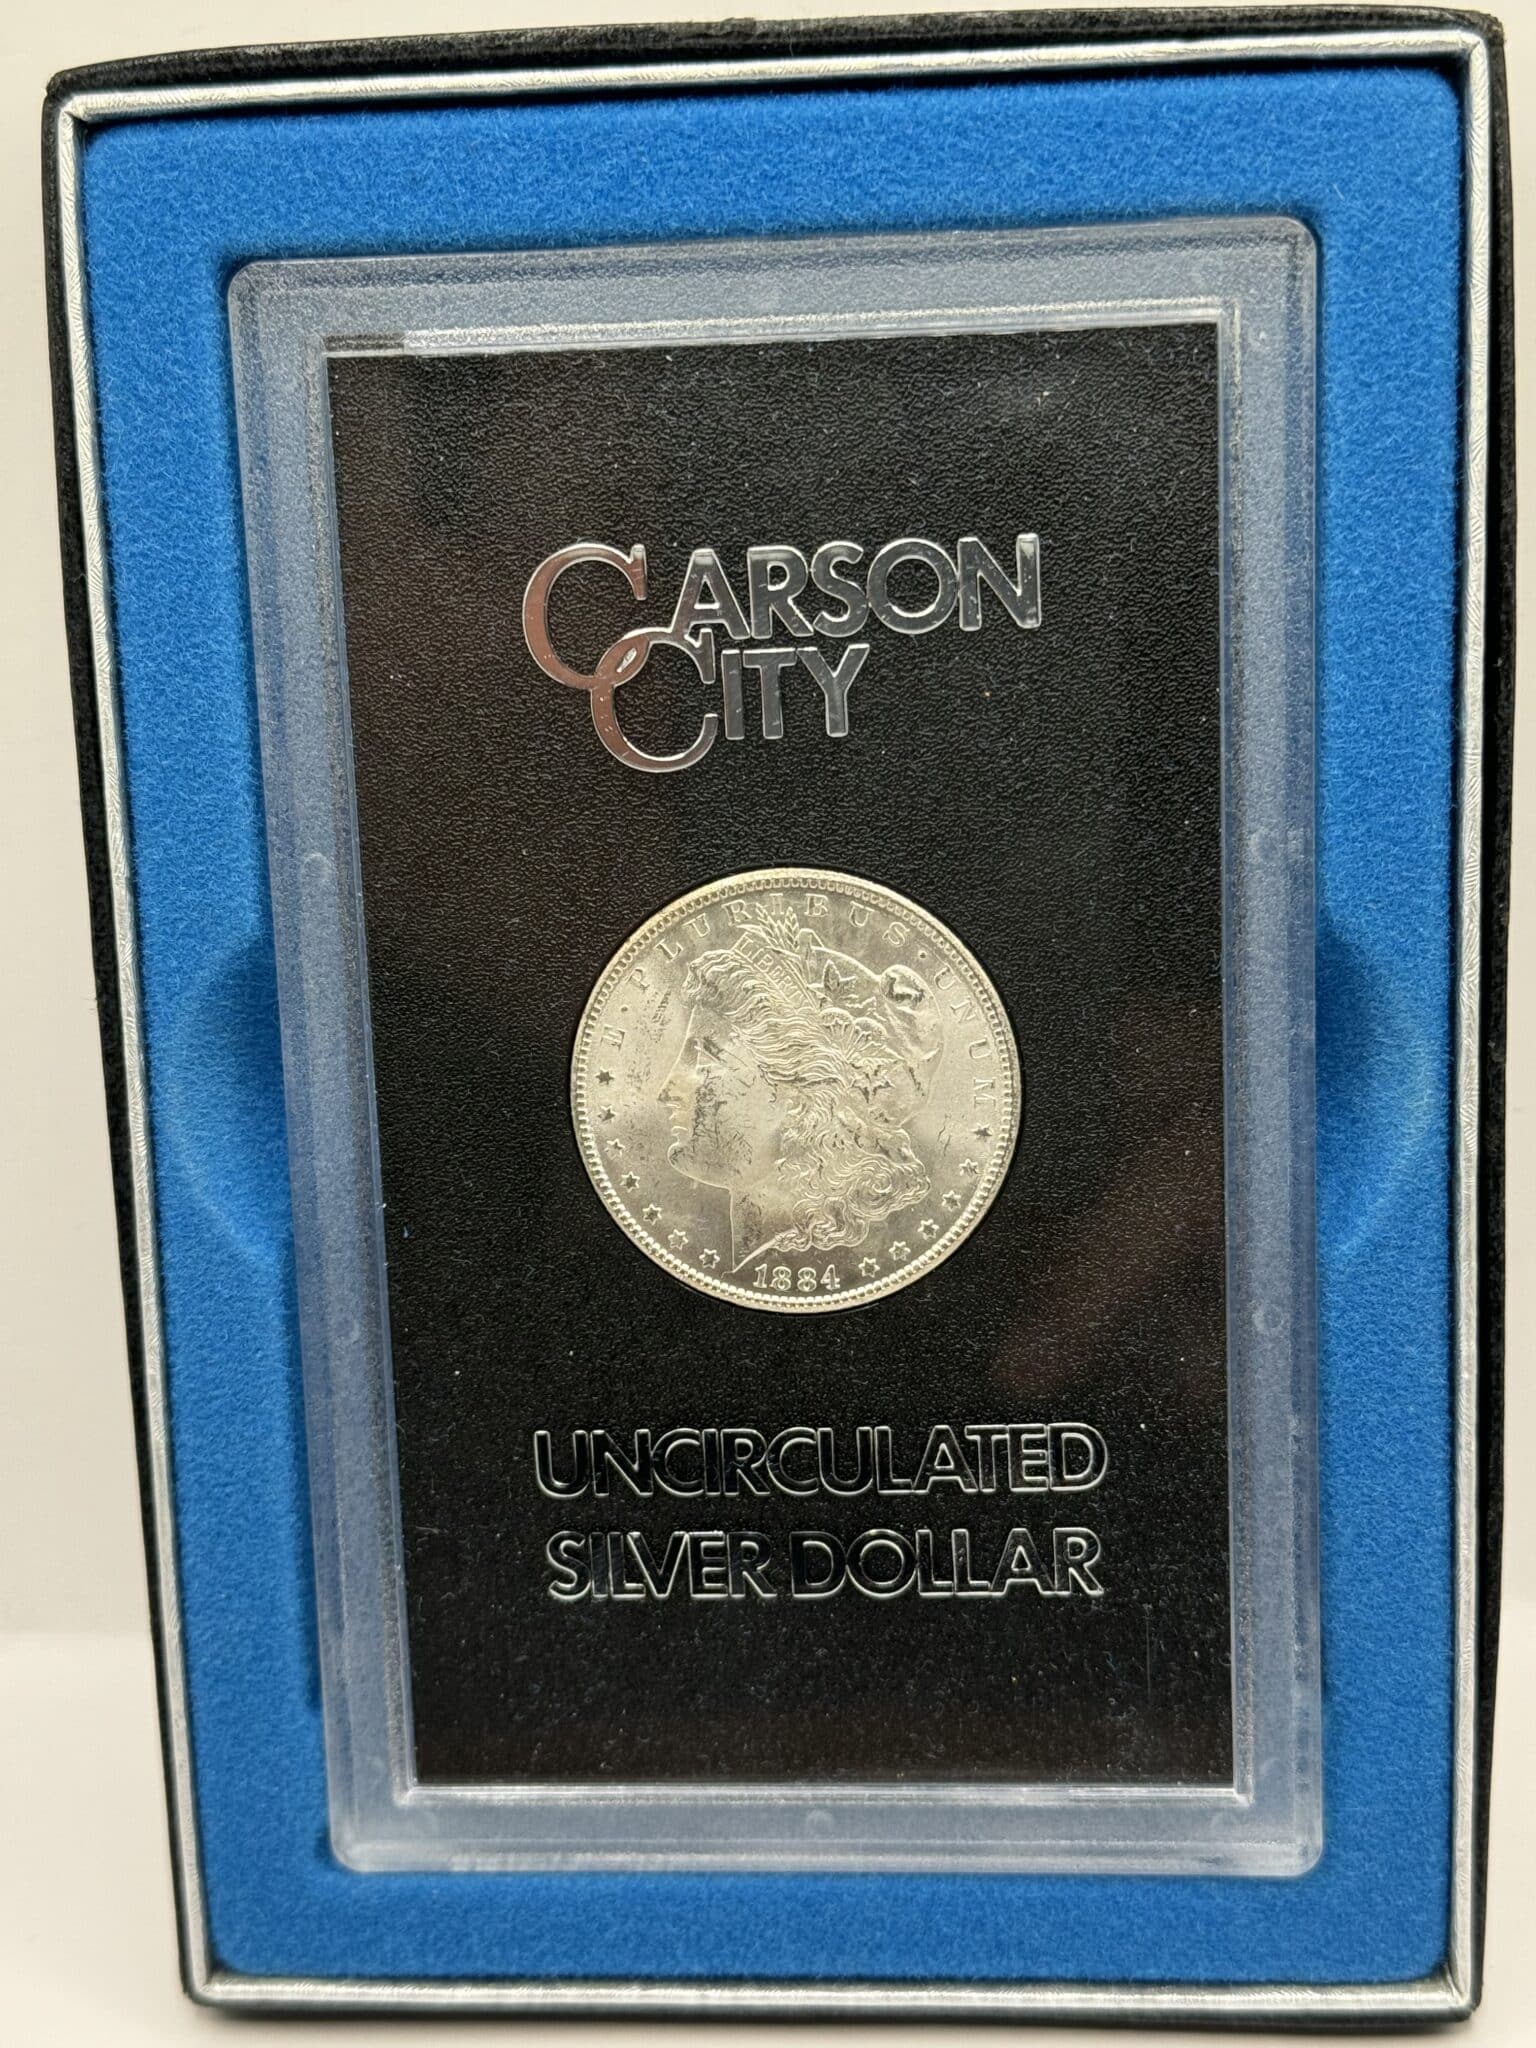 CARSON
CITY
E · PLURIBUS · UNUM
LIBERTY
1884
UNCIRCULATED
SILVER DOLLAR